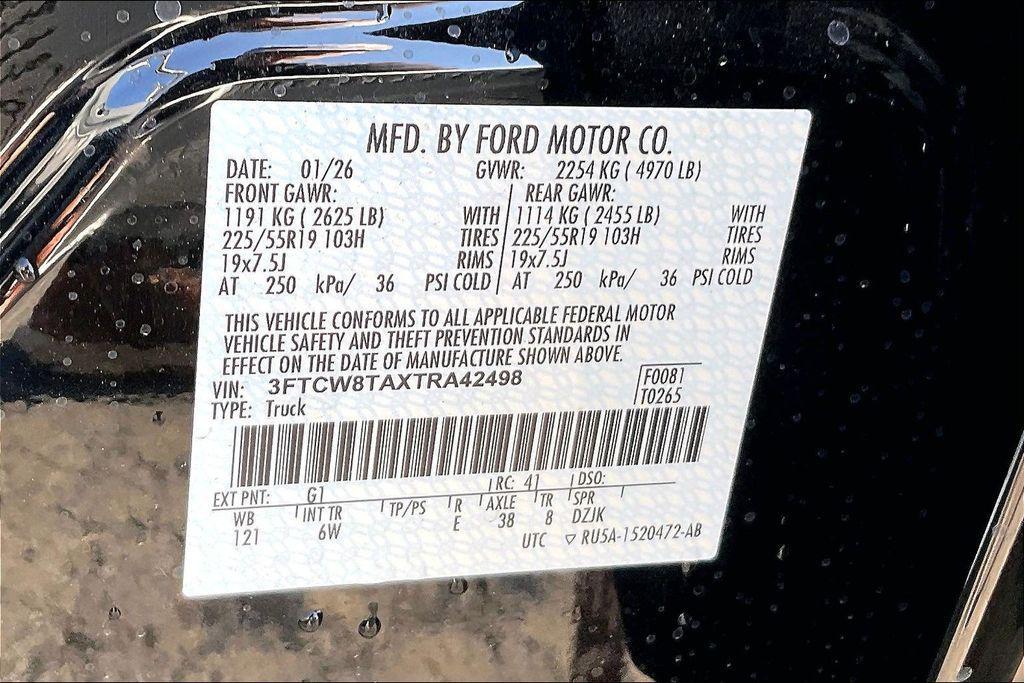 MFD. BY FORD MOTOR CO.
DATE: 01/26 GVWR: 2254 KG ( 4970 LB)
FRONT GAWR: REAR GAWR:
1191 KG ( 2625 LB) WITH 1114 KG ( 2455 LB) WITH
225/55R19 103H TIRES 225/55R19 103H TIRES
19x7.5J RIMS 19x7.5J RIMS
AT 250 kPa/ 36 PSI COLD AT 250 kPa/ 36 PSI COLD
THIS VEHICLE CONFORMS TO ALL APPLICABLE FEDERAL MOTOR
VEHICLE SAFETY AND THEFT PREVENTION STANDARDS IN
EFFECT ON THE DATE OF MANUFACTURE SHOWN ABOVE.
VIN: 3FTCW8TAXTRA42498 F0081
TYPE: Truck T0265
EXT PNT: G1 RC: 41 DSO:
WB INT TR TP/PS R AXLE TR SPR
121 6W E 38 8 DZJK
UTC ▽ RU5A-1520472-AB